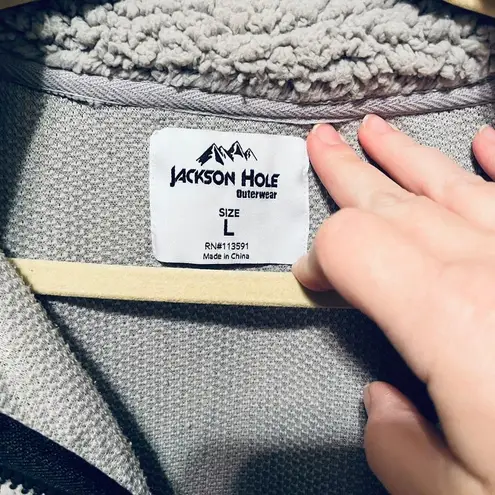 JACKSON HOLE
Outerwear
SIZE
L
RN#113591
Made in China